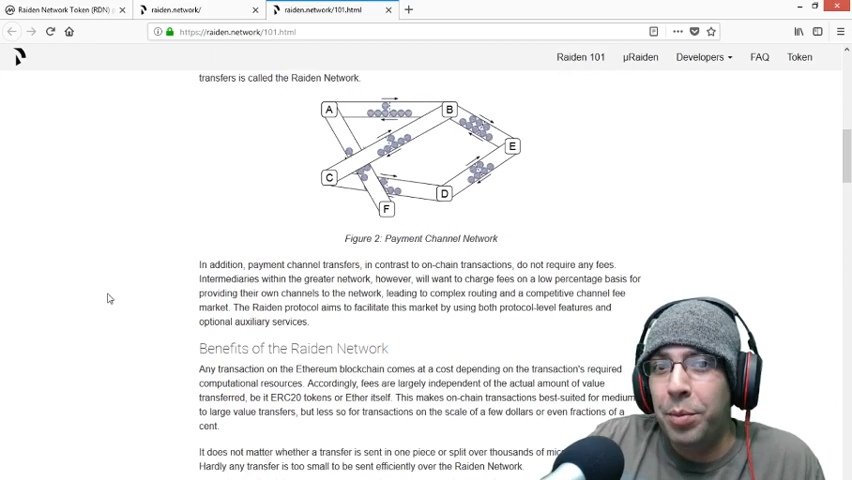 Raiden Network Token (RDN)
raiden.network/
raiden.network/101.html
https://raiden.network/101.html
Raiden 101
μRaiden
Developers
FAQ
Token
transfers is called the Raiden Network.
A
B
E
C
D
F
Figure 2: Payment Channel Network
In addition, payment channel transfers, in contrast to on-chain transactions, do not require any fees.
Intermediaries within the greater network, however, will want to charge fees on a low percentage basis for
providing their own channels to the network, leading to complex routing and a competitive channel fee
market. The Raiden protocol aims to facilitate this market by using both protocol-level features and
optional auxiliary services.
Benefits of the Raiden Network
Any transaction on the Ethereum blockchain comes at a cost depending on the transaction's required
computational resources. Accordingly, fees are largely independent of the actual amount of value
transferred, be it ERC20 tokens or Ether itself. This makes on-chain transactions best-suited for medium
to large value transfers, but less so for transactions on the scale of a few dollars or even fractions of a
cent.
It does not matter whether a transfer is sent in one piece or split over thousands of
Hardly any transfer is too small to be sent efficiently over the Raiden Network.